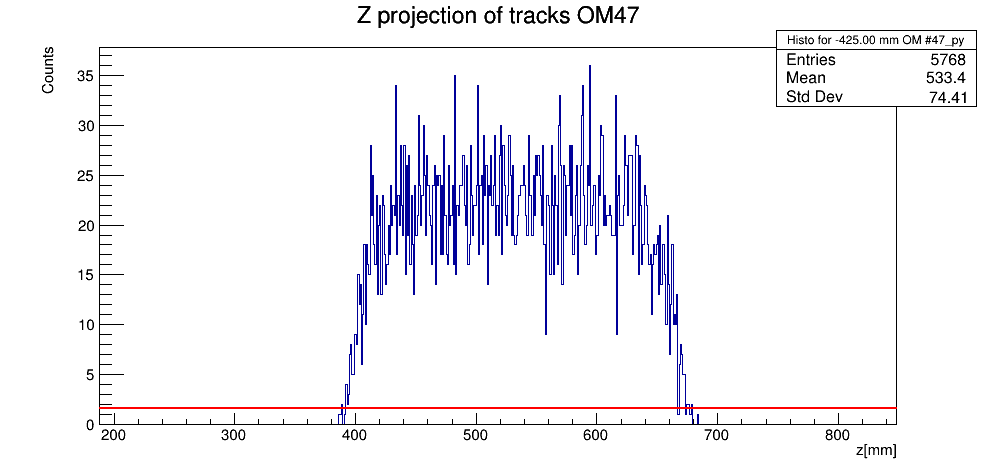 Z projection of tracks OM47
Histo for -425.00 mm OM #47_py
Entries 5768
Mean 533.4
Std Dev 74.41
Counts
35
30
25
20
15
10
5
0
200 300 400 500 600 700 800
z[mm]